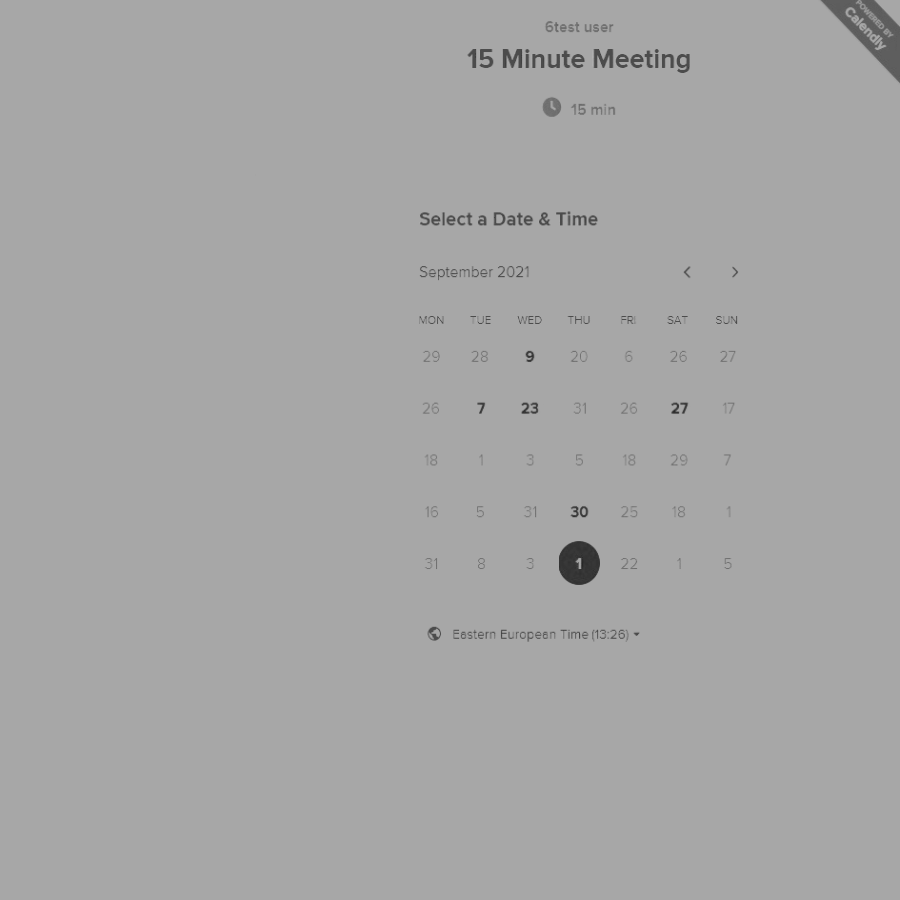 POWERED BY
Calendly
6test user
15 Minute Meeting
15 min
Select a Date & Time
September 2021
MON TUE WED THU FRI SAT SUN
29 28 9 20 6 26 27
26 7 23 31 26 27 17
18 1 3 5 18 29 7
16 5 31 30 25 18 1
31 8 3 1 22 1 5
Eastern European Time (13:26)